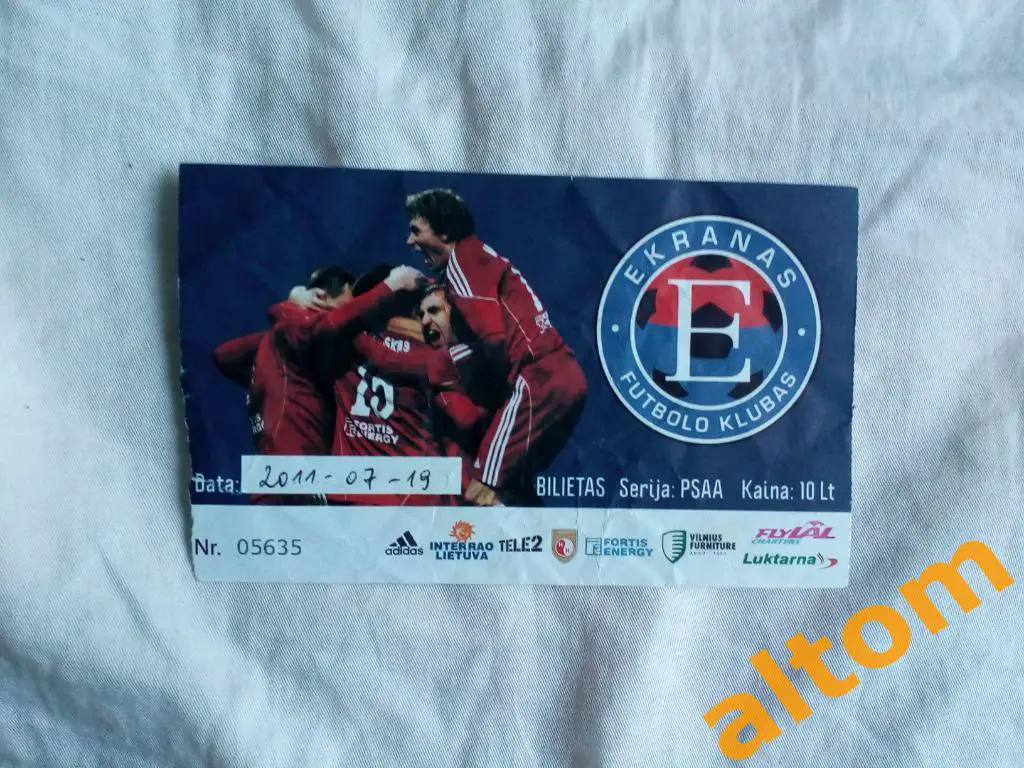 EKRANAS
E
FUTBOLO KLUBAS
15
FORTIS
ENERGY
Data: 2011-07-19
BILIETAS Serija: PSAA Kaina: 10 Lt
Nr. 05635
adidas
INTERRAO
LIETUVA
TELE2
FORTIS
ENERGY
VILNIUS
FURNITURE
FLYLAL
CHARTERS
Luktarna
altom